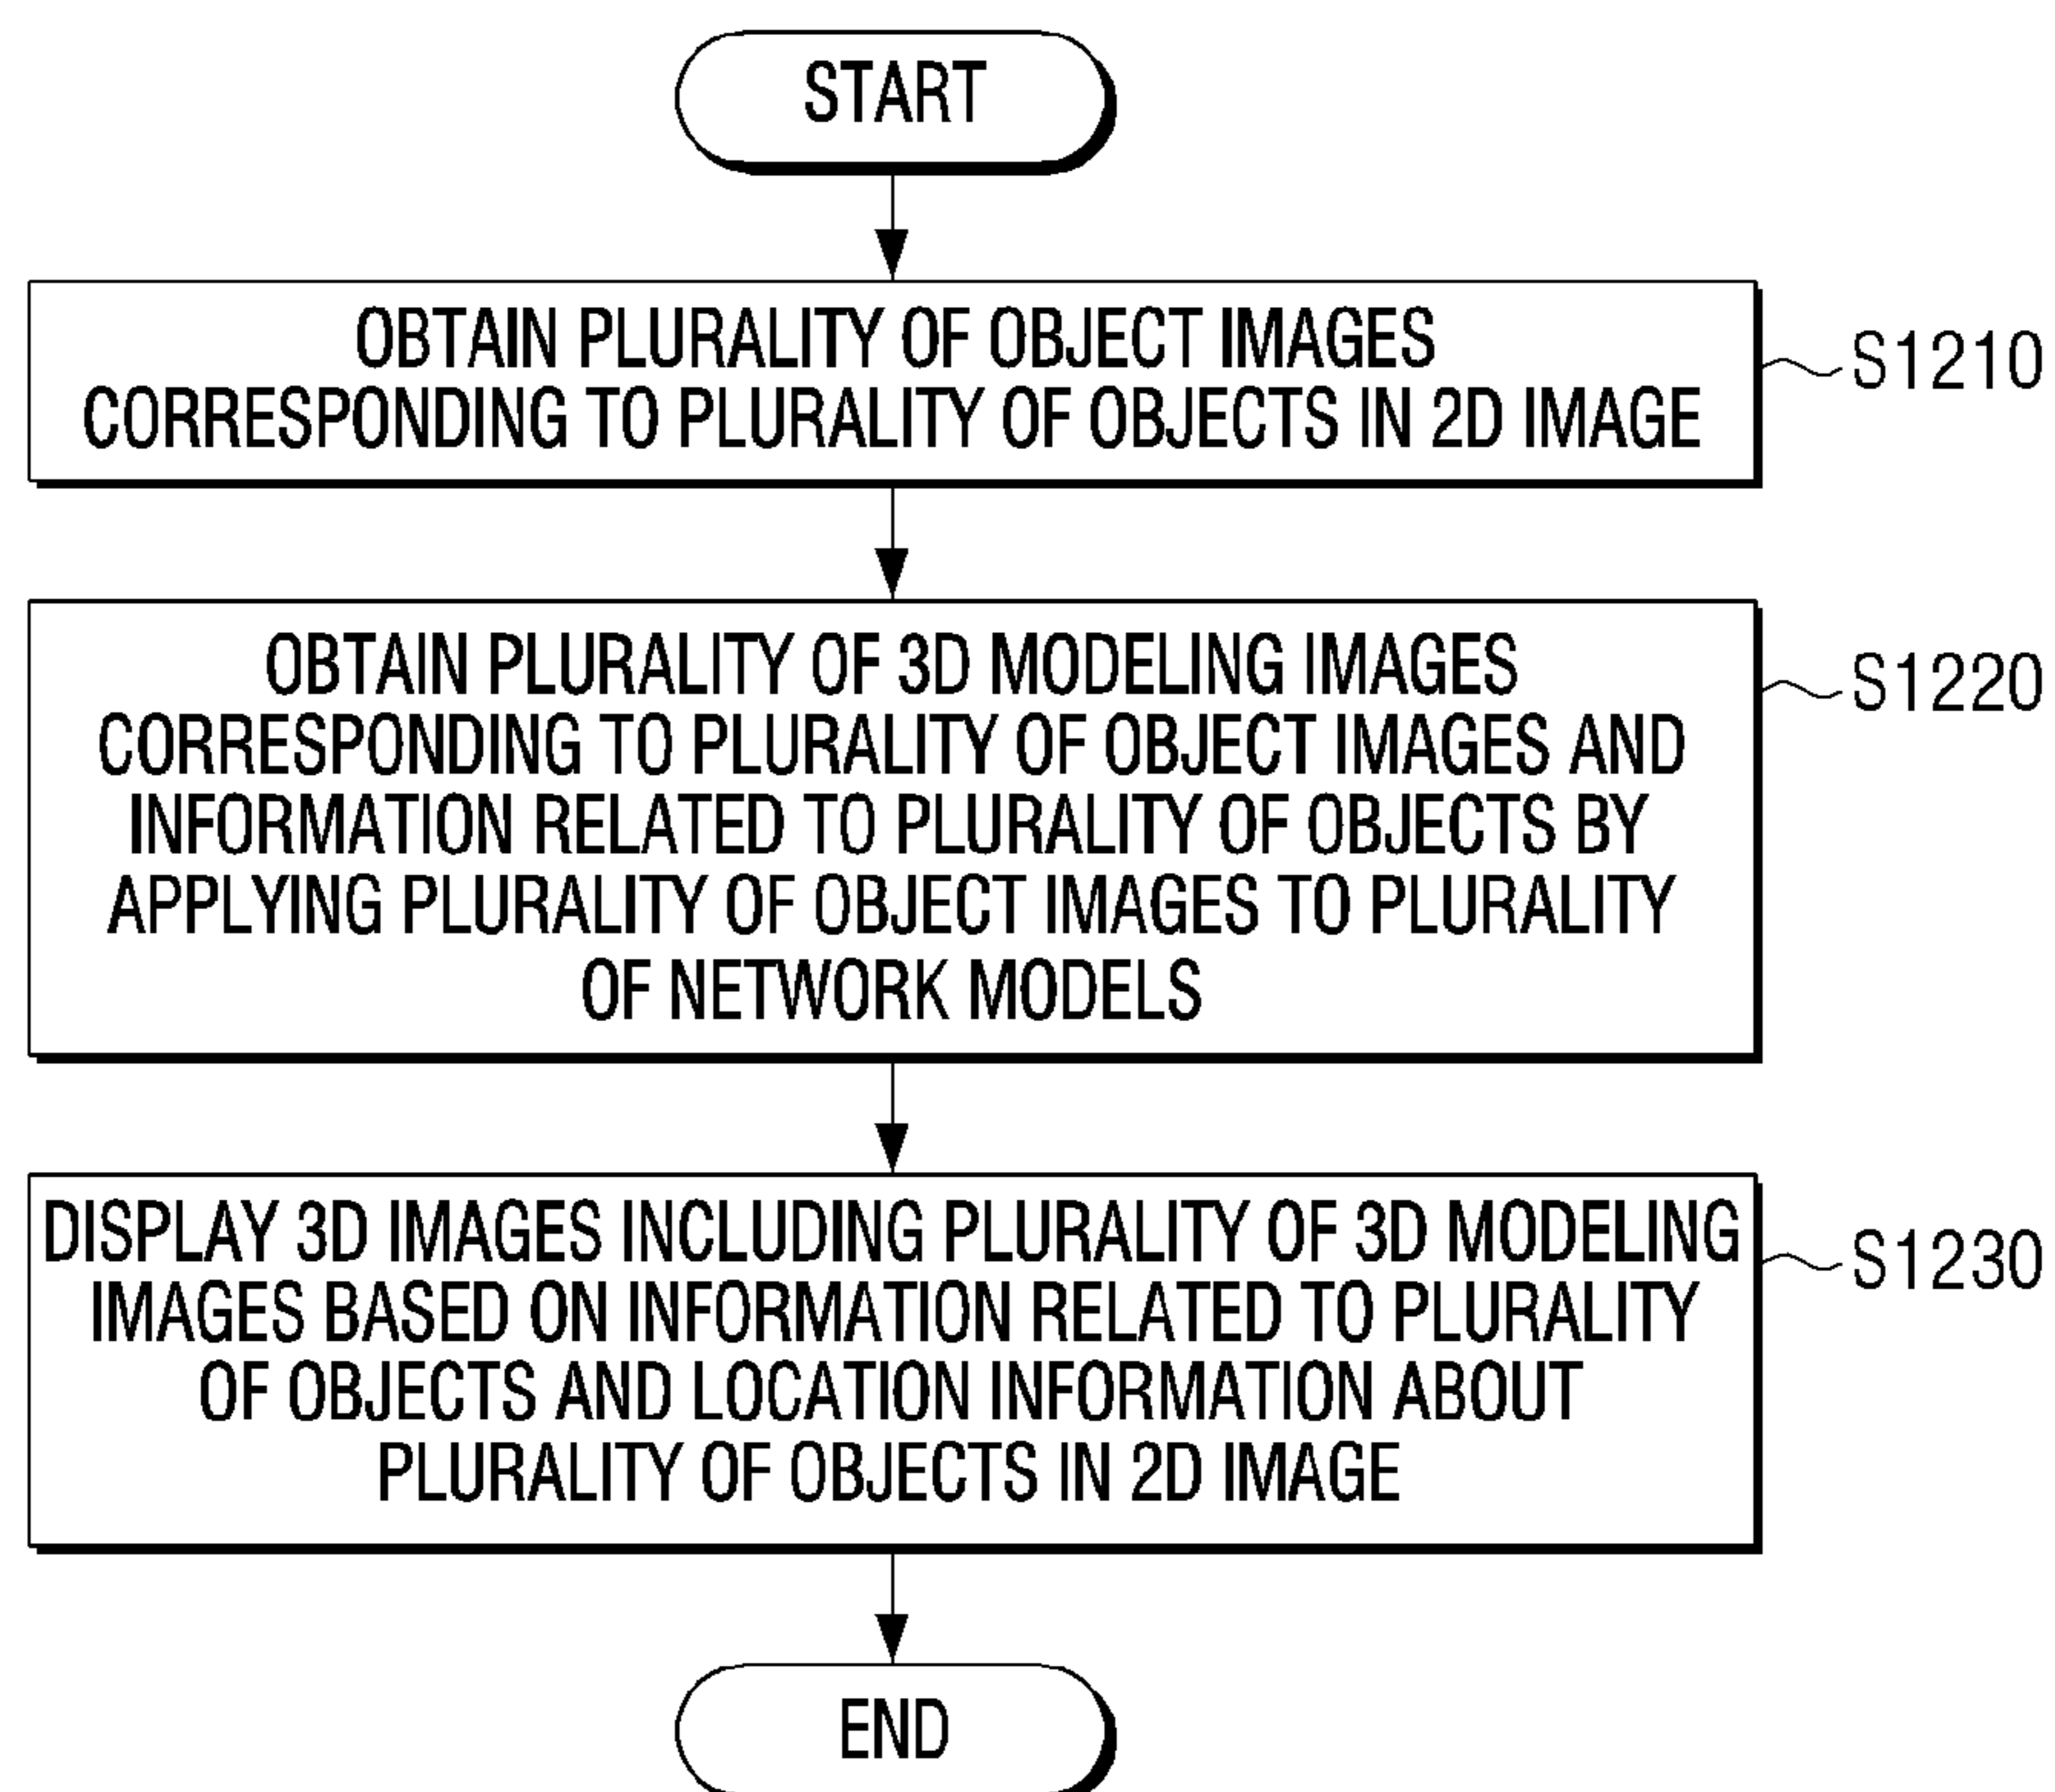 START
OBTAIN PLURALITY OF OBJECT IMAGES
CORRESPONDING TO PLURALITY OF OBJECTS IN 2D IMAGE
S1210
OBTAIN PLURALITY OF 3D MODELING IMAGES
CORRESPONDING TO PLURALITY OF OBJECT IMAGES AND
INFORMATION RELATED TO PLURALITY OF OBJECTS BY
APPLYING PLURALITY OF OBJECT IMAGES TO PLURALITY
OF NETWORK MODELS
S1220
DISPLAY 3D IMAGES INCLUDING PLURALITY OF 3D MODELING
IMAGES BASED ON INFORMATION RELATED TO PLURALITY
OF OBJECTS AND LOCATION INFORMATION ABOUT
PLURALITY OF OBJECTS IN 2D IMAGE
S1230
END